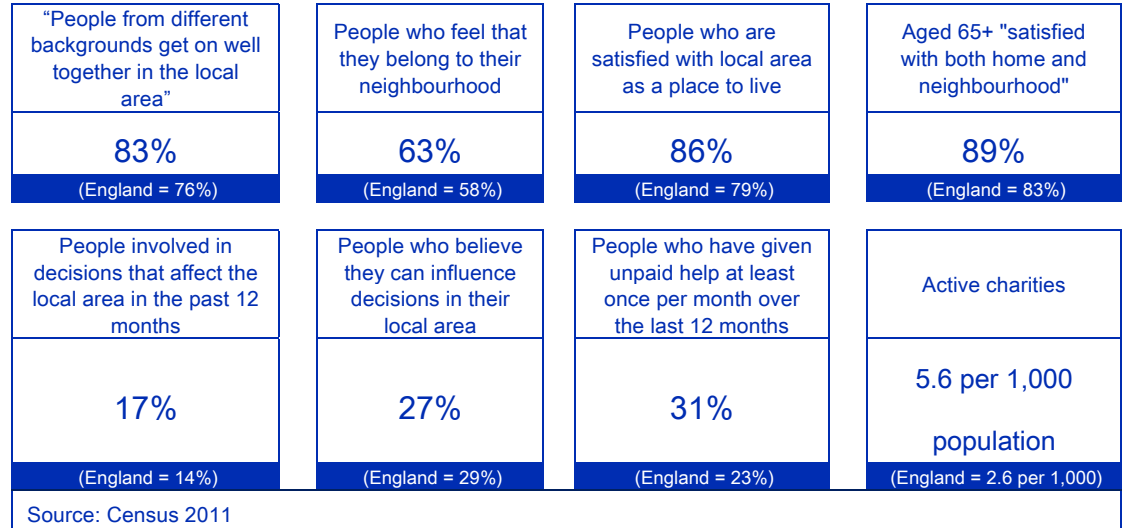 “People from different
backgrounds get on well
together in the local
area”
83%
(England = 76%)
People who feel that
they belong to their
neighbourhood
63%
(England = 58%)
People who are
satisfied with local area
as a place to live
86%
(England = 79%)
Aged 65+ "satisfied
with both home and
neighbourhood"
89%
(England = 83%)
People involved in
decisions that affect the
local area in the past 12
months
17%
(England = 14%)
People who believe
they can influence
decisions in their
local area
27%
(England = 29%)
People who have given
unpaid help at least
once per month over
the last 12 months
31%
(England = 23%)
Active charities
5.6 per 1,000
population
(England = 2.6 per 1,000)
Source: Census 2011